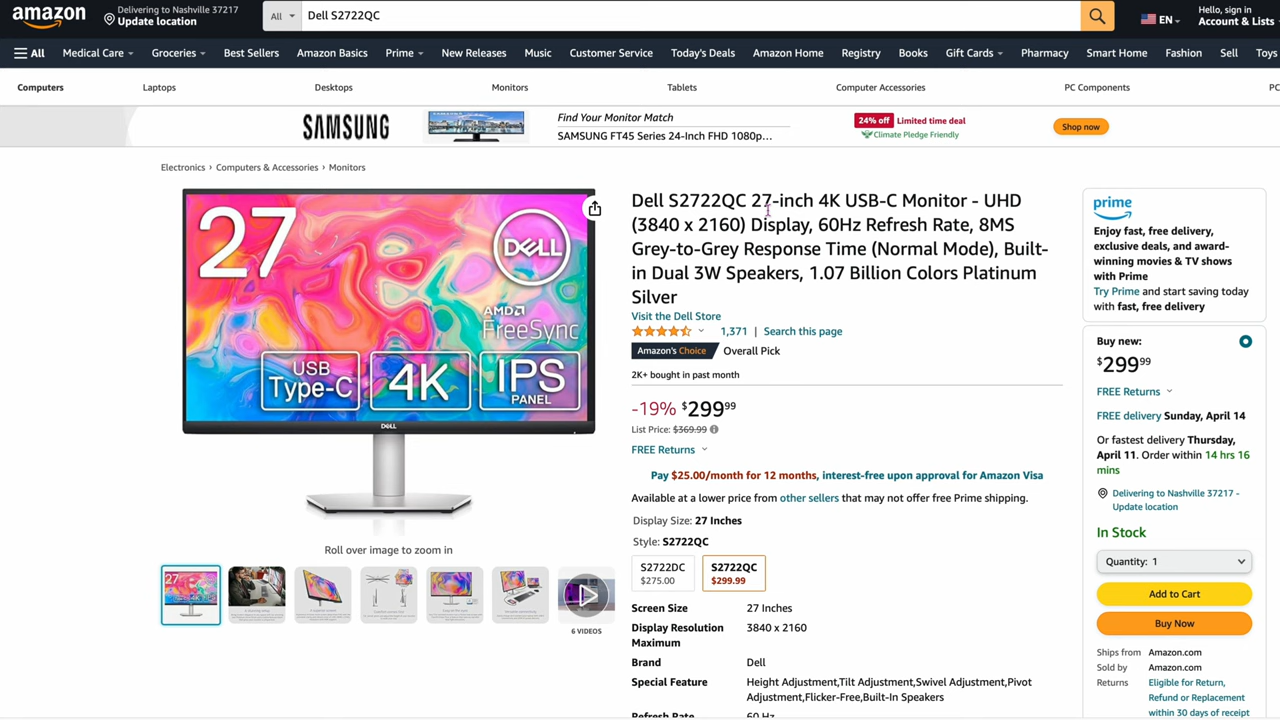 amazon
Delivering to Nashville 37217
Update location
All
Dell S2722QC
EN
Hello, sign in
Account & Lists
All
Medical Care
Groceries
Best Sellers
Amazon Basics
Prime
New Releases
Music
Customer Service
Today's Deals
Amazon Home
Registry
Books
Gift Cards
Pharmacy
Smart Home
Fashion
Sell
Toys
Computers
Laptops
Desktops
Monitors
Tablets
Computer Accessories
PC Components
PC
SAMSUNG
Find Your Monitor Match
SAMSUNG FT45 Series 24-Inch FHD 1080p...
24% off Limited time deal
Climate Pledge Friendly
Shop now
Electronics › Computers & Accessories › Monitors
27
DELL
AMD
FreeSync
USB
Type-C
4K
IPS
PANEL
DELL
Roll over image to zoom in
27
6 VIDEOS
Dell S2722QC 27-inch 4K USB-C Monitor - UHD
(3840 x 2160) Display, 60Hz Refresh Rate, 8MS
Grey-to-Grey Response Time (Normal Mode), Built-
in Dual 3W Speakers, 1.07 Billion Colors Platinum
Silver
Visit the Dell Store
1,371 | Search this page
Amazon's Choice Overall Pick
2K+ bought in past month
-19% $299⁹⁹
List Price: $369.99
FREE Returns
Pay $25.00/month for 12 months, interest-free upon approval for Amazon Visa
Available at a lower price from other sellers that may not offer free Prime shipping.
Display Size: 27 Inches
Style: S2722QC
S2722DC
$275.00
S2722QC
$299.99
Screen Size 27 Inches
Display Resolution 3840 x 2160
Maximum
Brand Dell
Special Feature Height Adjustment,Tilt Adjustment,Swivel Adjustment,Pivot
Adjustment,Flicker-Free,Built-In Speakers
Refresh Rate 60 Hz
prime
Enjoy fast, free delivery,
exclusive deals, and award-
winning movies & TV shows
with Prime
Try Prime and start saving today
with fast, free delivery
Buy new:
$299⁹⁹
FREE Returns
FREE delivery Sunday, April 14
Or fastest delivery Thursday,
April 11. Order within 14 hrs 16
mins
Delivering to Nashville 37217 -
Update location
In Stock
Quantity: 1
Add to Cart
Buy Now
Ships from Amazon.com
Sold by Amazon.com
Returns Eligible for Return,
Refund or Replacement
within 30 days of receipt